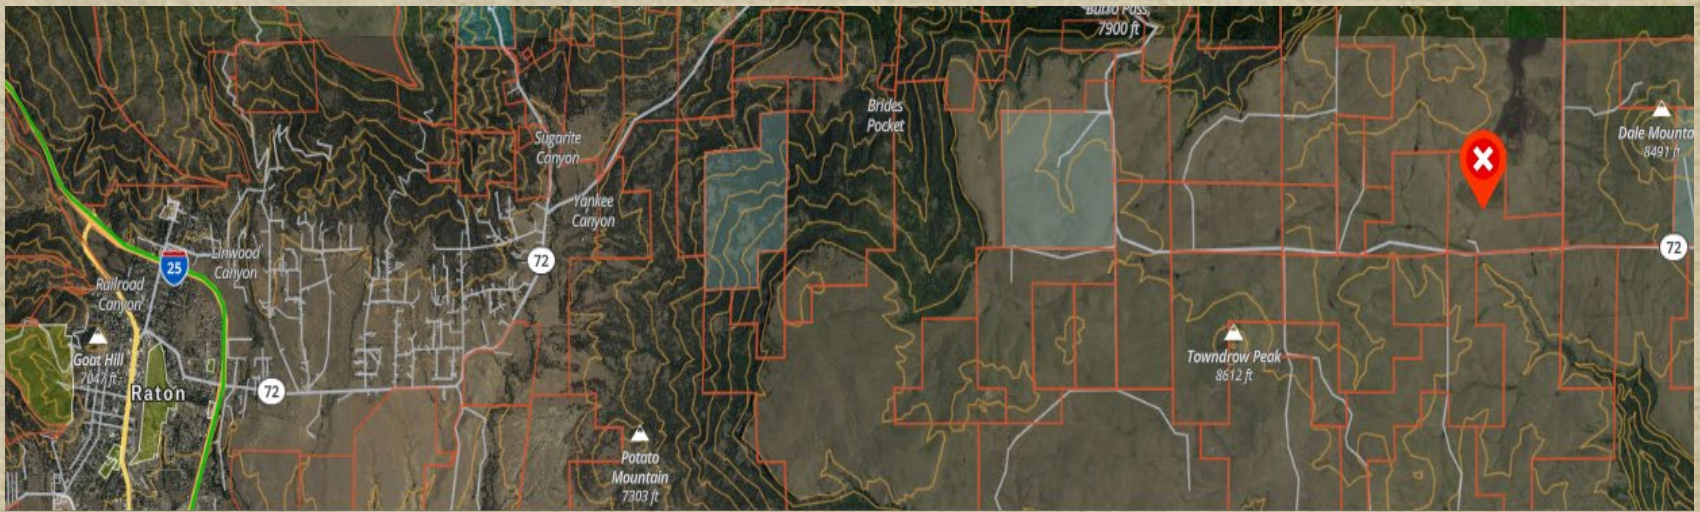 Pass,
7900 ft
Brides
Pocket
Sugarite
Canyon
Dale Mounta
8491 ft
Yankee
Canyon
72
72
25
Linwood
Canyon
Railroad
Canyon
Goat Hill
7047 ft
Raton
72
Towndrow Peak
8612 ft
Potato
Mountain
7303 ft